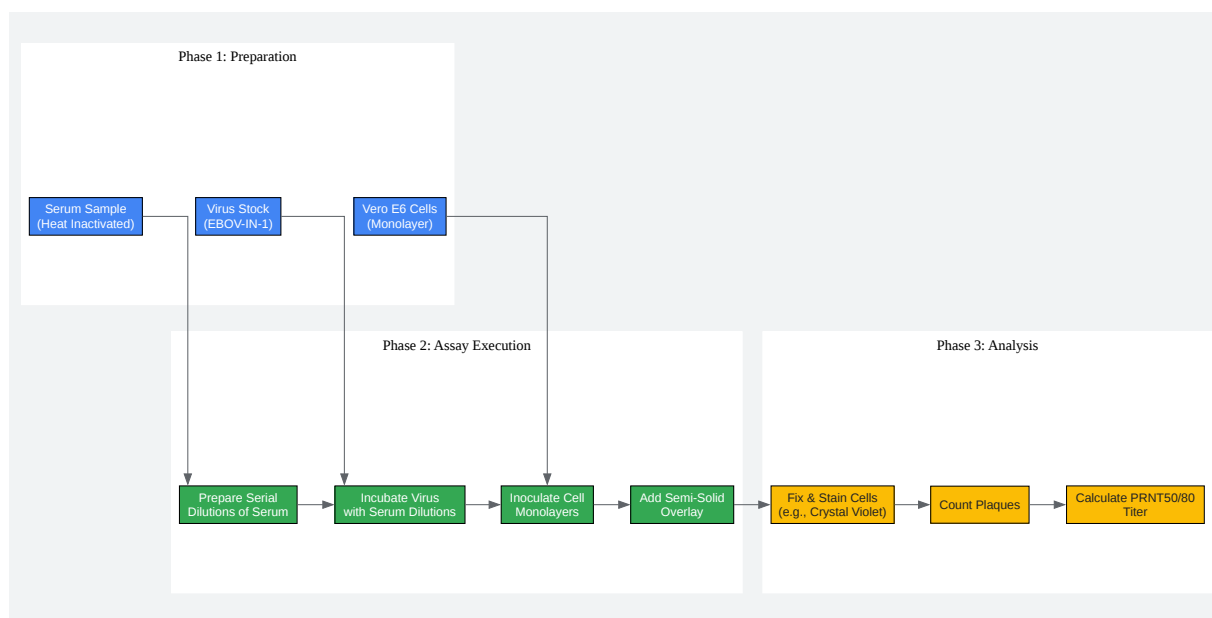 Phase 1: Preparation
Serum Sample
(Heat Inactivated)
Virus Stock
(EBOV-IN-1)
Vero E6 Cells
(Monolayer)
Phase 2: Assay Execution
Prepare Serial
Dilutions of Serum
Incubate Virus
with Serum Dilutions
Inoculate Cell
Monolayers
Add Semi-Solid
Overlay
Phase 3: Analysis
Fix & Stain Cells
(e.g., Crystal Violet)
Count Plaques
Calculate PRNT50/80
Titer